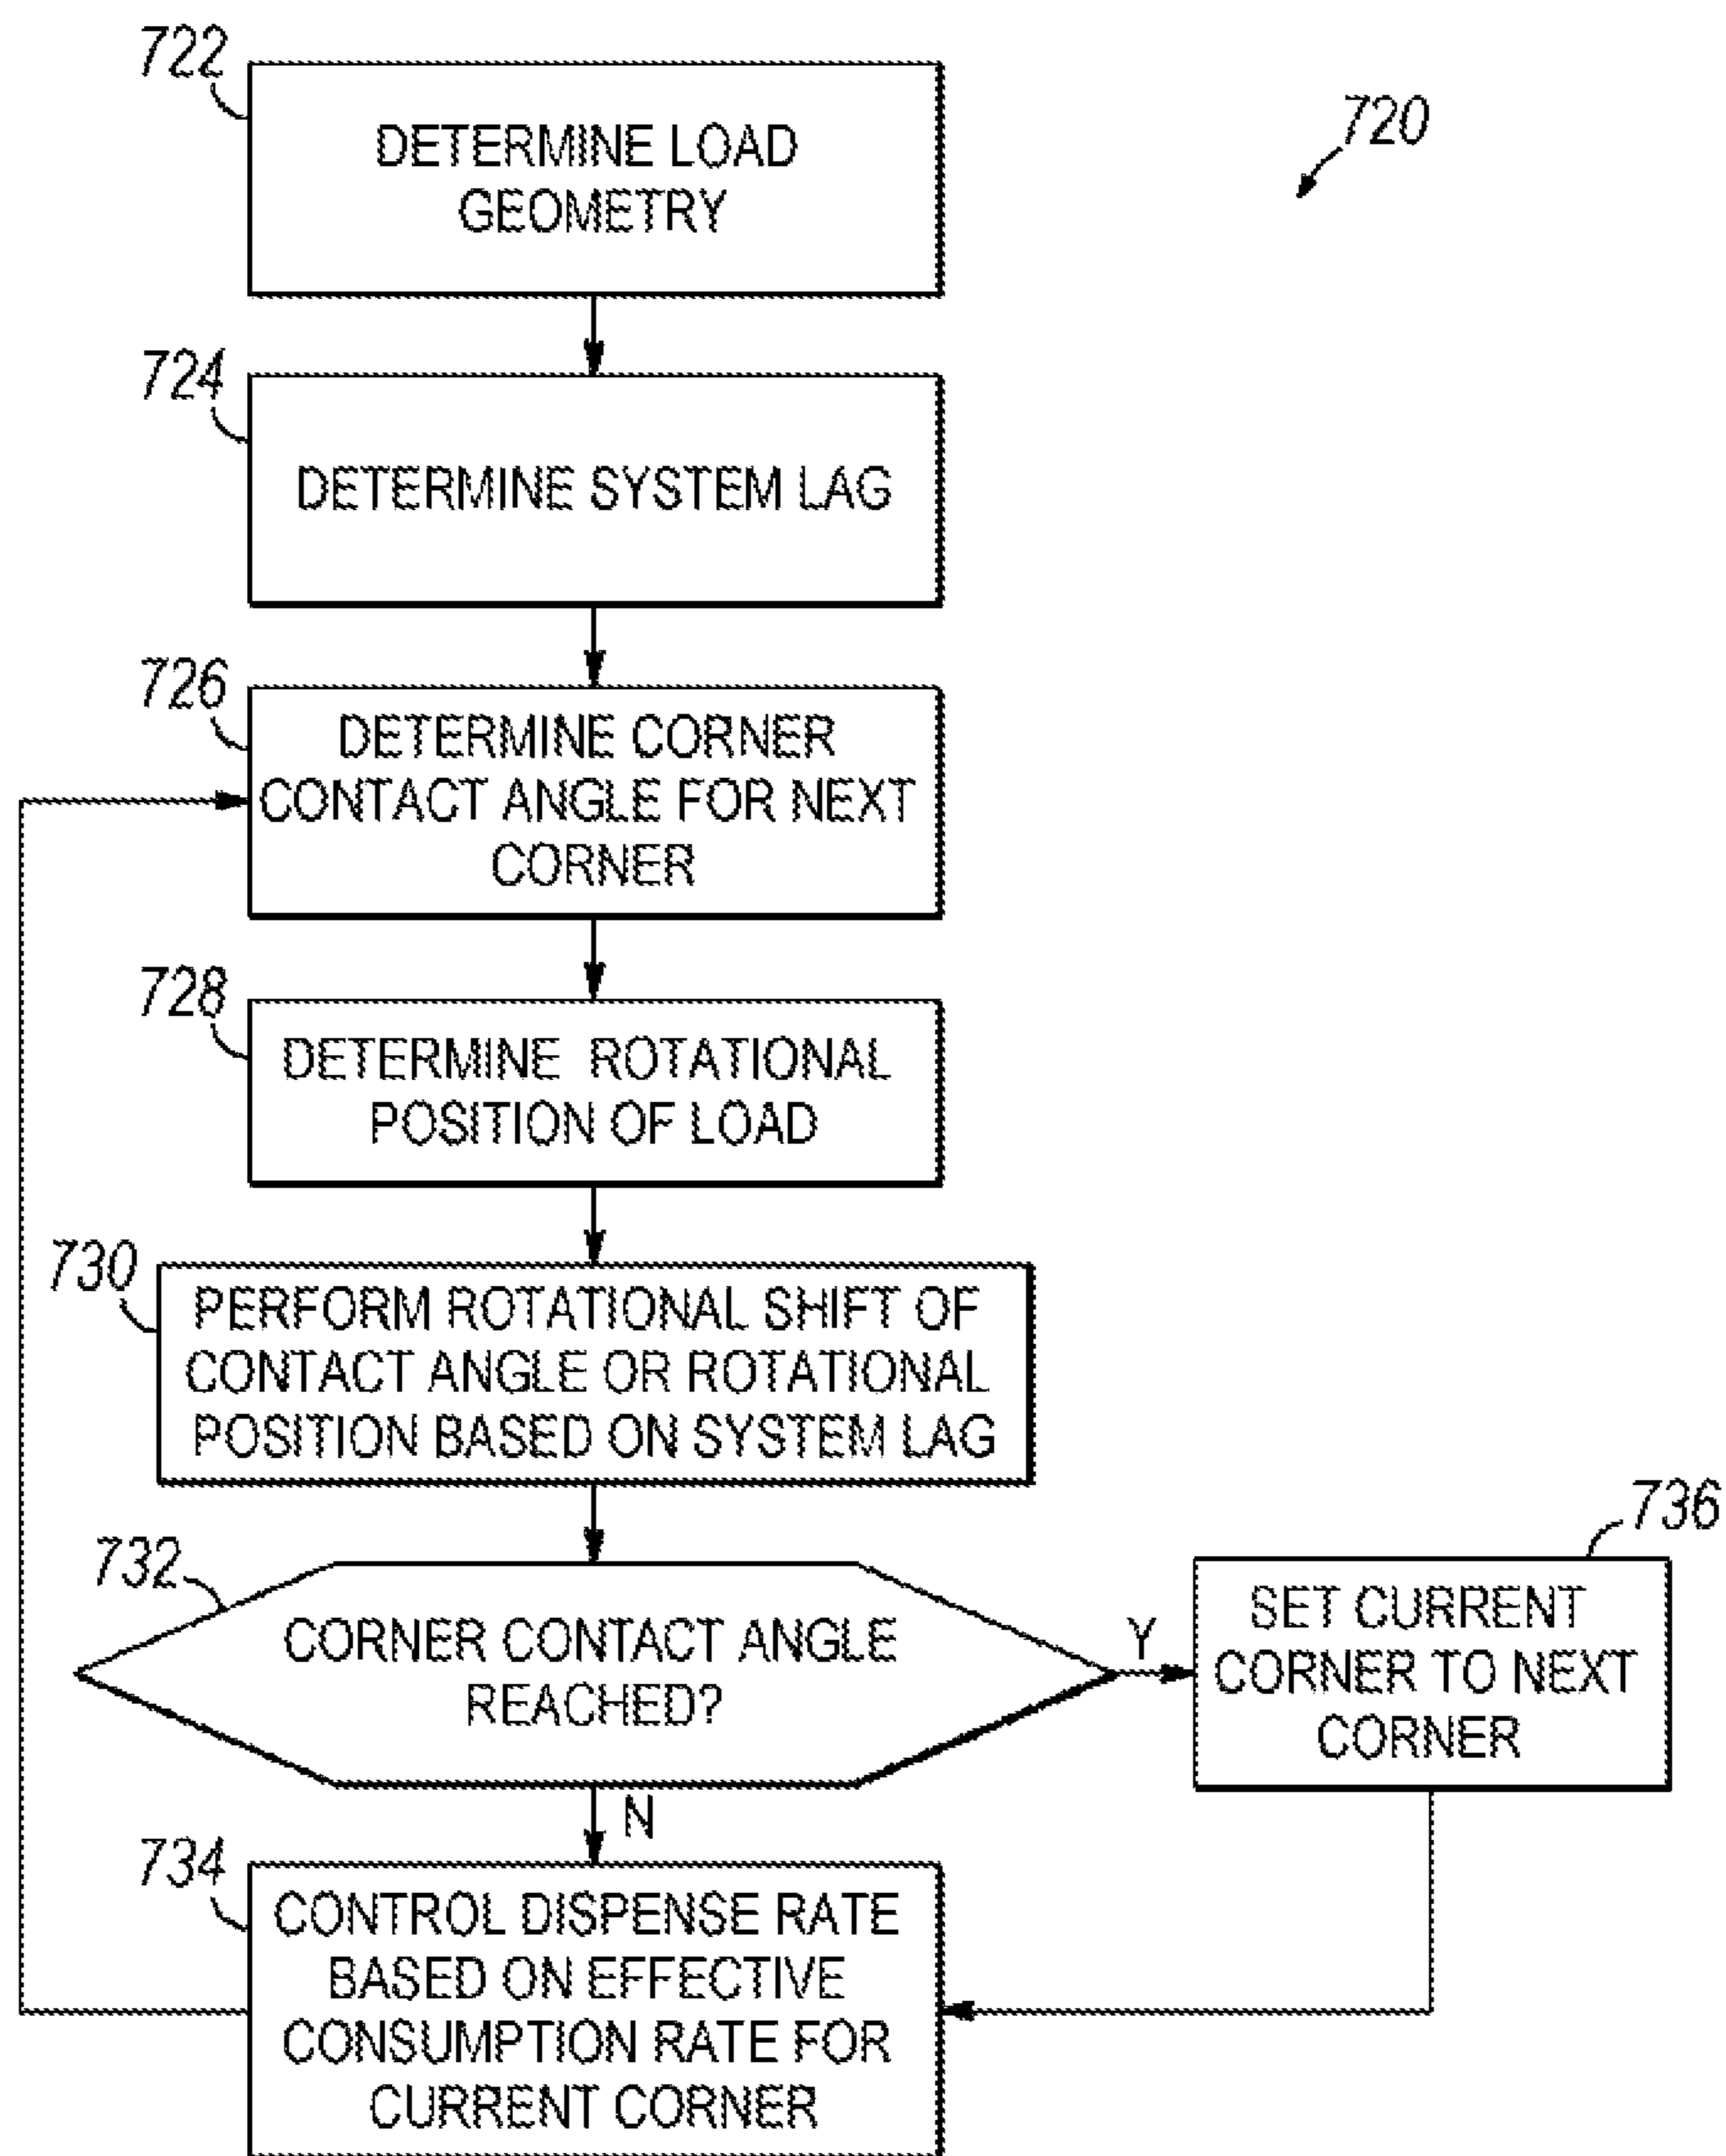 722
DETERMINE LOAD
GEOMETRY
720
724
DETERMINE SYSTEM LAG
726
DETERMINE CORNER
CONTACT ANGLE FOR NEXT
CORNER
728
DETERMINE ROTATIONAL
POSITION OF LOAD
730
PERFORM ROTATIONAL SHIFT OF
CONTACT ANGLE OR ROTATIONAL
POSITION BASED ON SYSTEM LAG
732
CORNER CONTACT ANGLE
REACHED?
Y
736
SET CURRENT
CORNER TO NEXT
CORNER
N
734
CONTROL DISPENSE RATE
BASED ON EFFECTIVE
CONSUMPTION RATE FOR
CURRENT CORNER